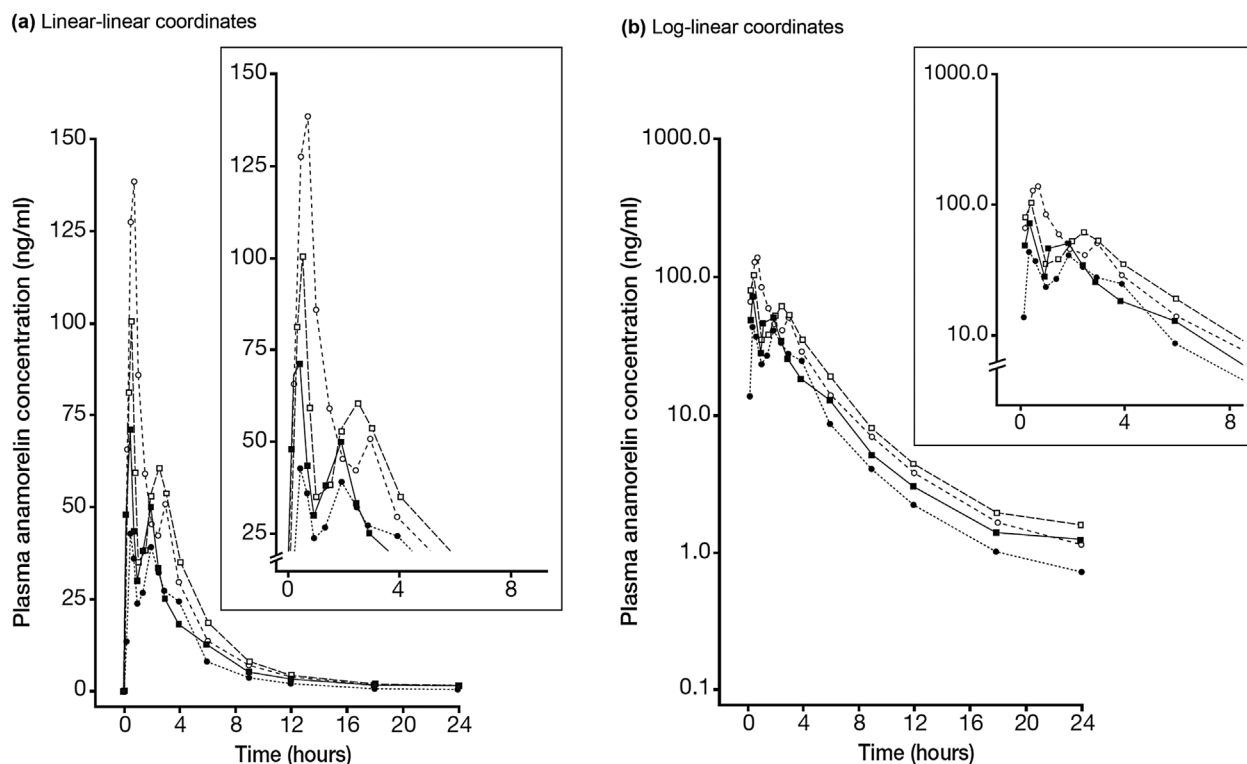 (a) Linear-linear coordinates
Plasma anamorelin concentration (ng/ml)
150
125
100
75
50
25
0
0 4 8 12 16 20 24
Time (hours)
150
125
100
75
50
25
0 4 8
(b) Log-linear coordinates
Plasma anamorelin concentration (ng/ml)
1000.0
100.0
10.0
1.0
0.1
0 4 8 12 16 20 24
Time (hours)
1000.0
100.0
10.0
0 4 8